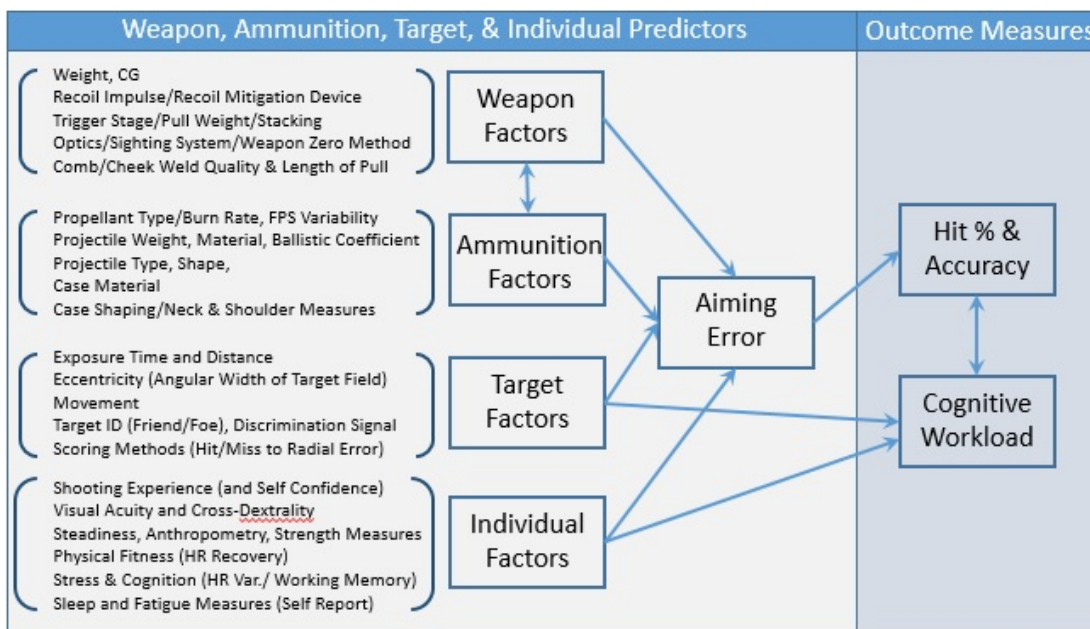 Weapon, Ammunition, Target, & Individual Predictors
Outcome Measures
Weight, CG
Recoil Impulse/Recoil Mitigation Device
Trigger Stage/Pull Weight/Stacking
Optics/Sighting System/Weapon Zero Method
Comb/Cheek Weld Quality & Length of Pull
Weapon
Factors
Propellant Type/Burn Rate, FPS Variability
Projectile Weight, Material, Ballistic Coefficient
Projectile Type, Shape,
Case Material
Case Shaping/Neck & Shoulder Measures
Ammunition
Factors
Exposure Time and Distance
Eccentricity (Angular Width of Target Field)
Movement
Target ID (Friend/Foe), Discrimination Signal
Scoring Methods (Hit/Miss to Radial Error)
Target
Factors
Shooting Experience (and Self Confidence)
Visual Acuity and Cross-Dextrality
Steadiness, Anthropometry, Strength Measures
Physical Fitness (HR Recovery)
Stress & Cognition (HR Var./ Working Memory)
Sleep and Fatigue Measures (Self Report)
Individual
Factors
Aiming
Error
Hit % &
Accuracy
Cognitive
Workload